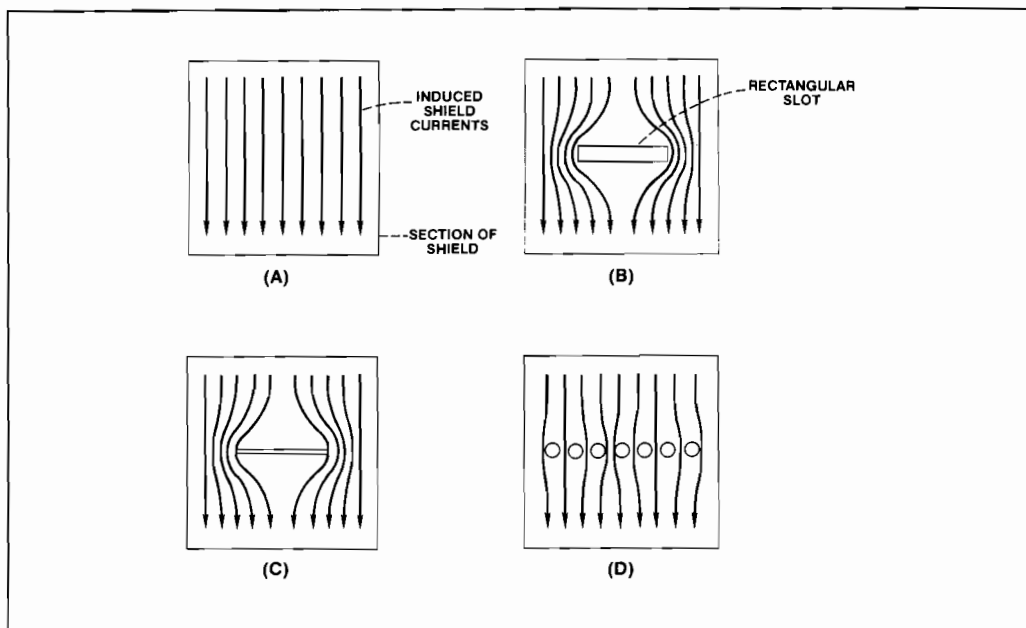 INDUCED
SHIELD
CURRENTS
SECTION OF
SHIELD
(A)
RECTANGULAR
SLOT
(B)
(C)
(D)